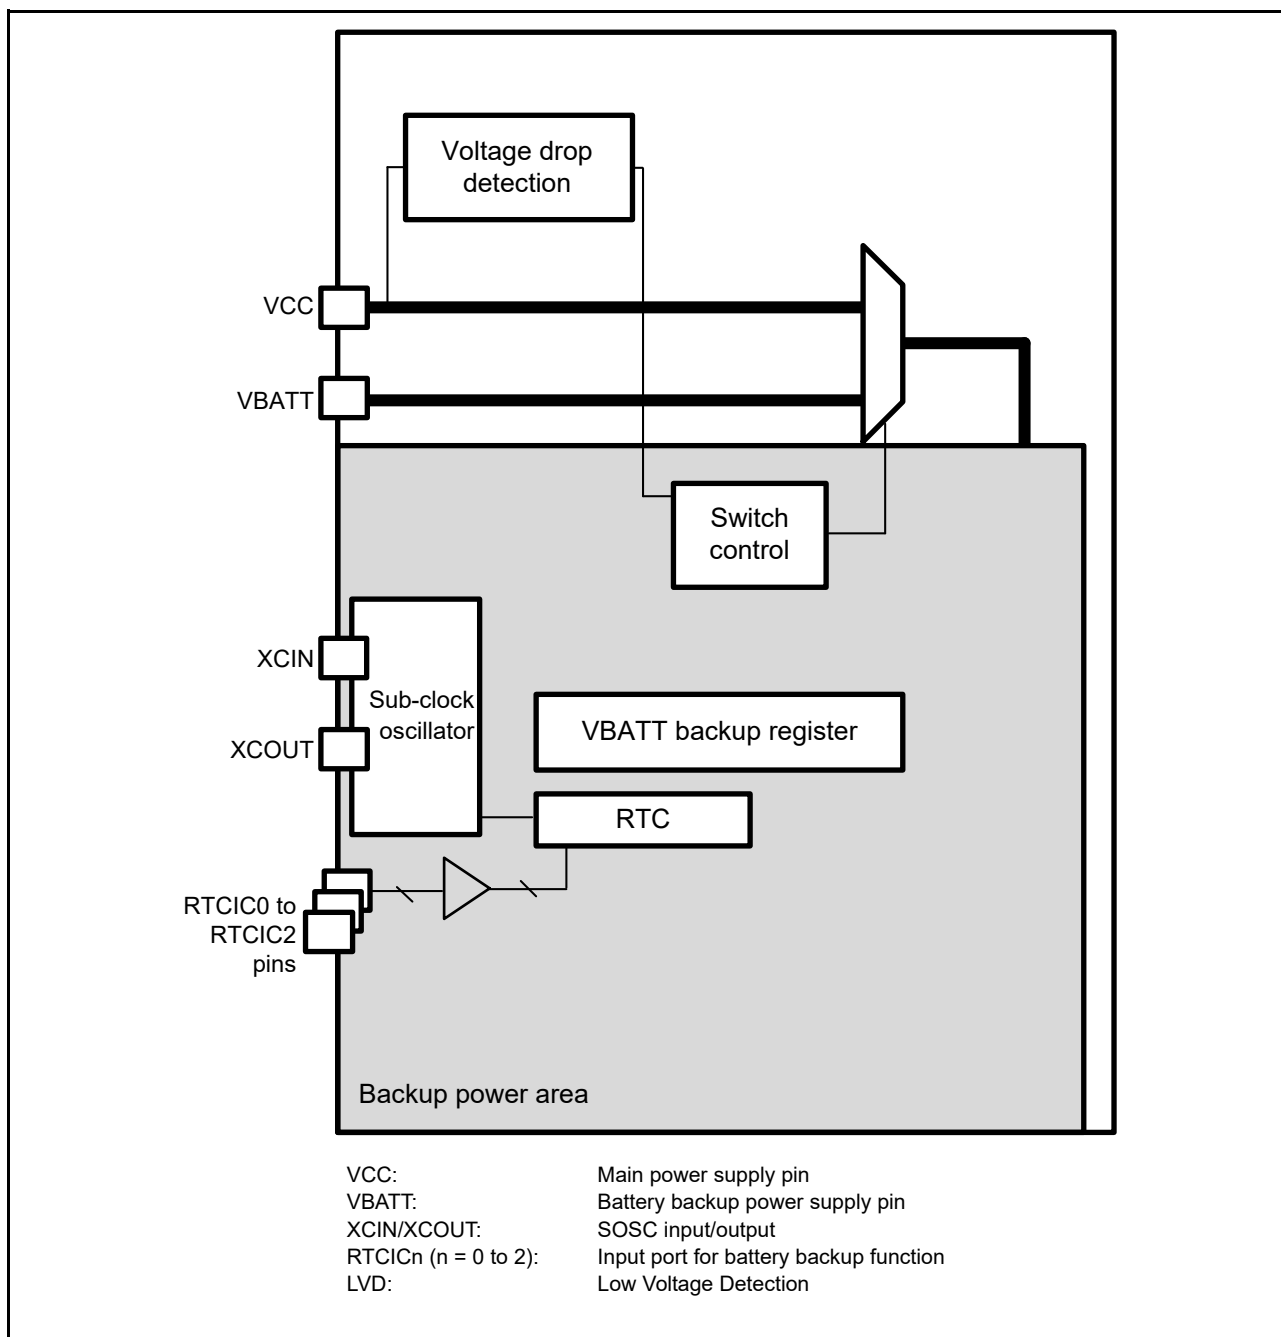 Voltage drop
detection
VCC
VBATT
Switch
control
XCIN
Sub-clock
oscillator
XCOUT
VBATT backup register
RTC
RTCIC0 to
RTCIC2
pins
Backup power area
VCC: Main power supply pin
VBATT: Battery backup power supply pin
XCIN/XCOUT: SOSC input/output
RTCICn (n = 0 to 2): Input port for battery backup function
LVD: Low Voltage Detection